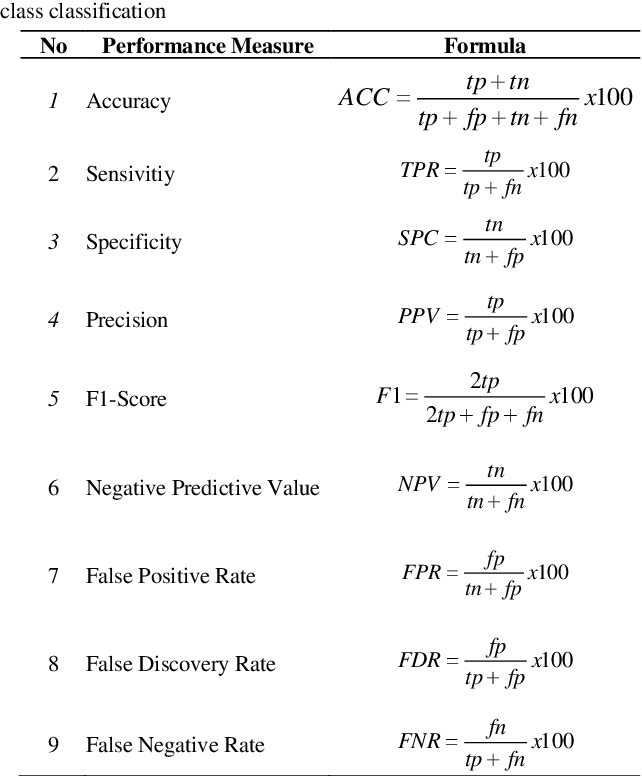 class classification
No Performance Measure Formula
1 Accuracy ACC = \frac{tp + tn}{tp + fp + tn + fn} x100
2 Sensivitiy TPR = \frac{tp}{tp + fn} x100
3 Specificity SPC = \frac{tn}{tn + fp} x100
4 Precision PPV = \frac{tp}{tp + fp} x100
5 F1-Score F1 = \frac{2tp}{2tp + fp + fn} x100
6 Negative Predictive Value NPV = \frac{tn}{tn + fn} x100
7 False Positive Rate FPR = \frac{fp}{tn + fp} x100
8 False Discovery Rate FDR = \frac{fp}{tp + fp} x100
9 False Negative Rate FNR = \frac{fn}{tp + fn} x100